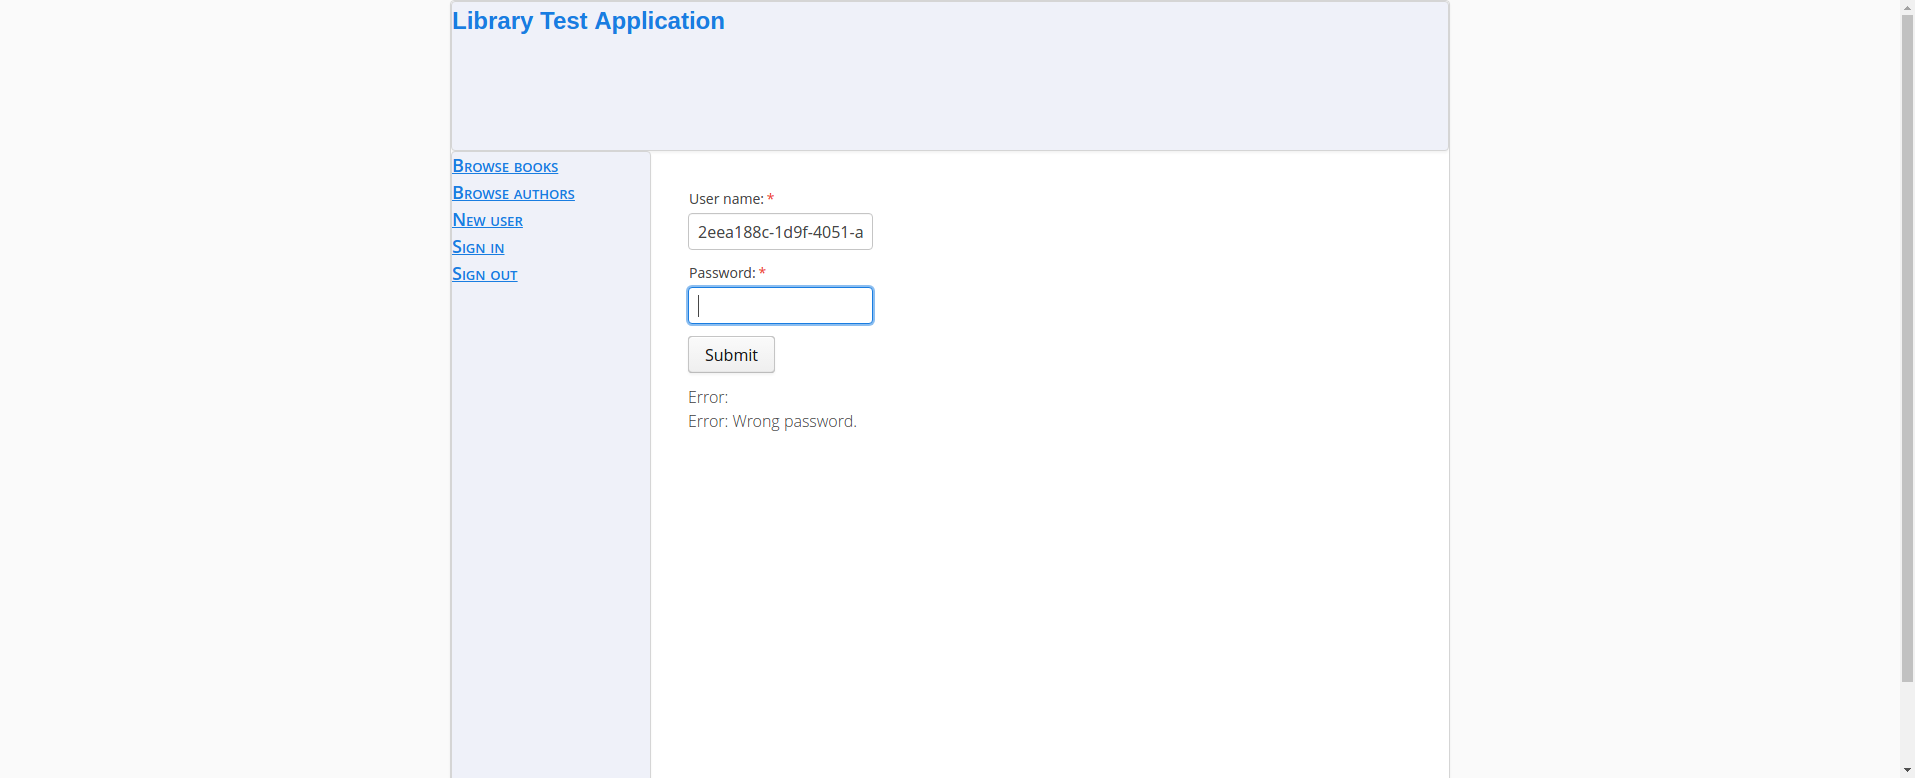 Library Test Application
Browse books
Browse authors
New user
Sign in
Sign out
User name: *
2eea188c-1d9f-4051-a
Password: *
Submit
Error:
Error: Wrong password.